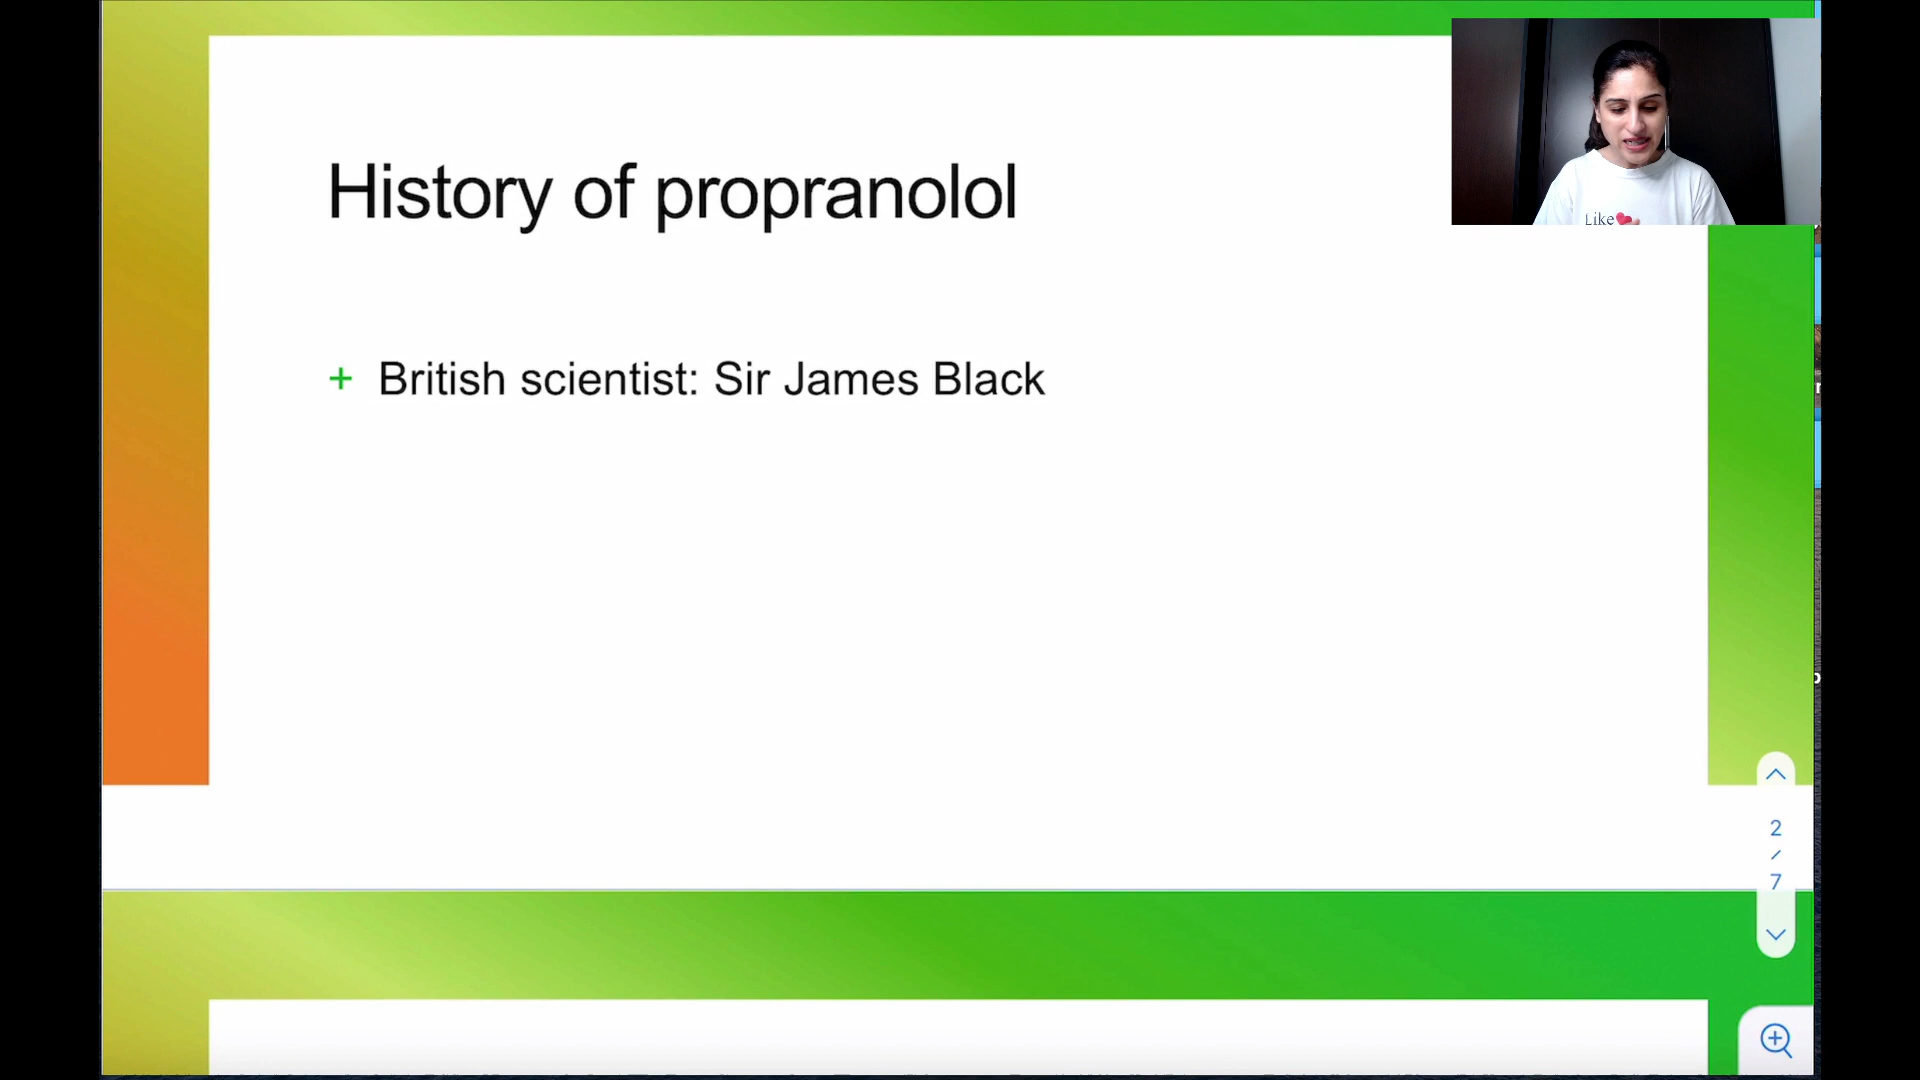 History of propranolol
+ British scientist: Sir James Black
Like
2
/
7